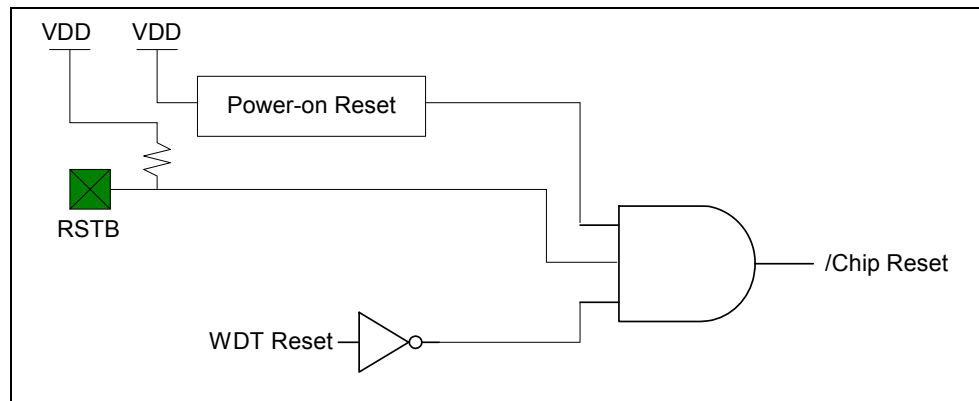 VDD
VDD
Power-on Reset
RSTB
/Chip Reset
WDT Reset